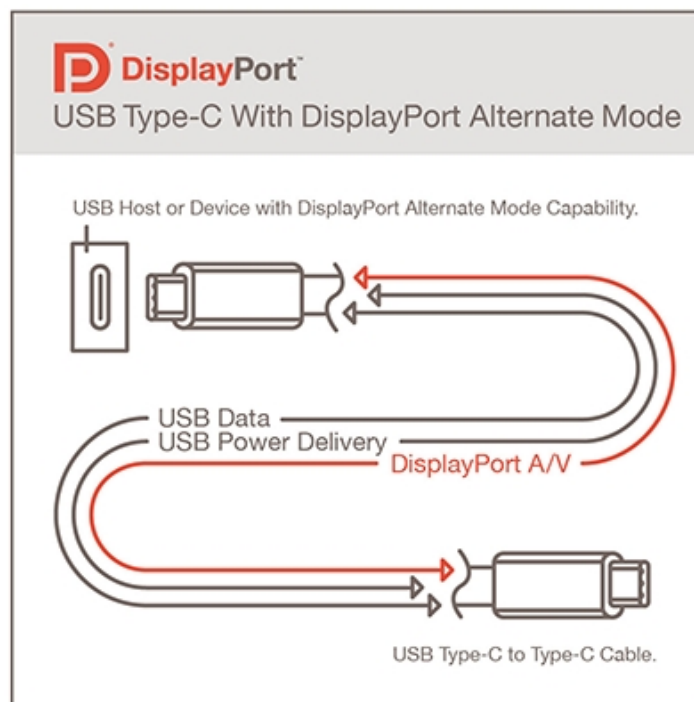 DisplayPort™
USB Type-C With DisplayPort Alternate Mode
USB Host or Device with DisplayPort Alternate Mode Capability.
USB Data
USB Power Delivery
DisplayPort A/V
USB Type-C to Type-C Cable.